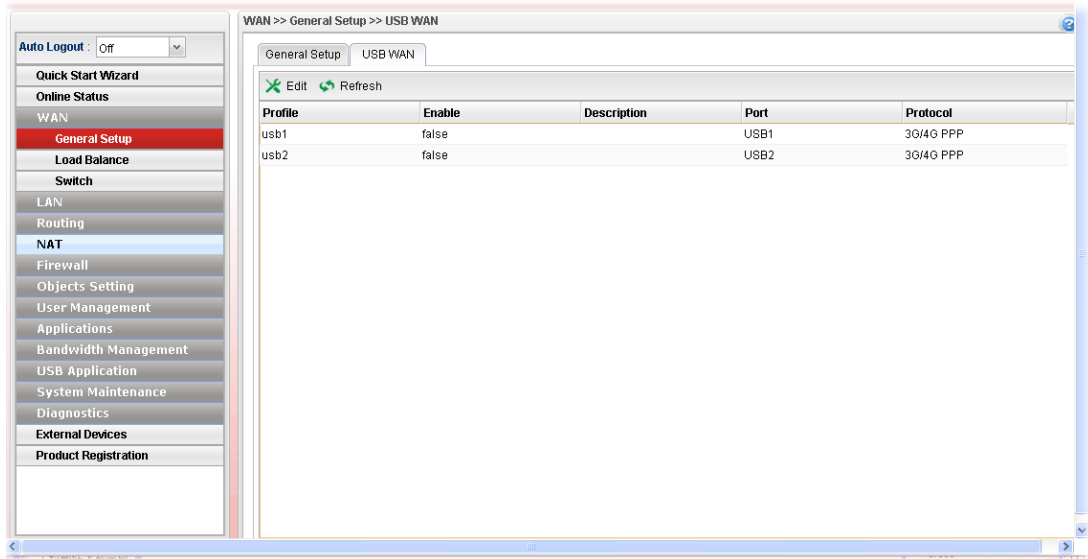 WAN >> General Setup >> USB WAN
Auto Logout : Off
Quick Start Wizard
Online Status
WAN
General Setup
Load Balance
Switch
LAN
Routing
NAT
Firewall
Objects Setting
User Management
Applications
Bandwidth Management
USB Application
System Maintenance
Diagnostics
External Devices
Product Registration
General Setup USB WAN
Edit Refresh
Profile Enable Description Port Protocol
usb1 false USB1 3G/4G PPP
usb2 false USB2 3G/4G PPP